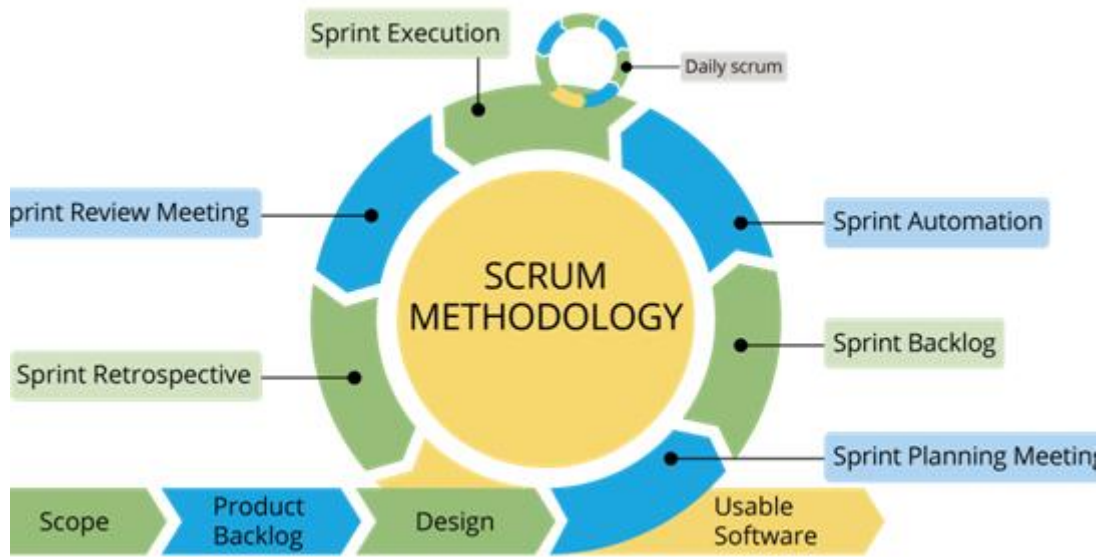 Sprint Execution
Daily scrum
print Review Meeting
Sprint Automation
SCRUM
METHODOLOGY
Sprint Backlog
Sprint Retrospective
Sprint Planning Meeting
Scope
Product
Backlog
Design
Usable
Software